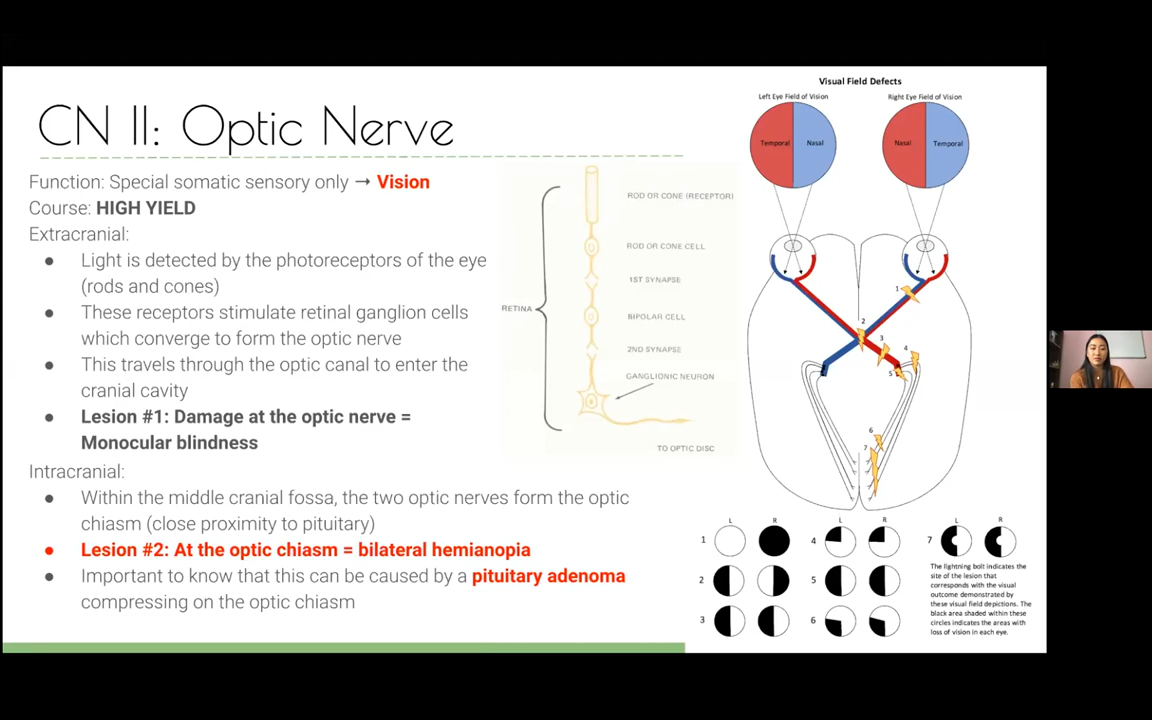 CN II: Optic Nerve
Function: Special somatic sensory only → Vision
Course: HIGH YIELD
Extracranial:
● Light is detected by the photoreceptors of the eye
(rods and cones)
● These receptors stimulate retinal ganglion cells
which converge to form the optic nerve
● This travels through the optic canal to enter the
cranial cavity
● Lesion #1: Damage at the optic nerve =
Monocular blindness
Intracranial:
● Within the middle cranial fossa, the two optic nerves form the optic
chiasm (close proximity to pituitary)
● Lesion #2: At the optic chiasm = bilateral hemianopia
● Important to know that this can be caused by a pituitary adenoma
compressing on the optic chiasm
RETINA
ROD OR CONE (RECEPTOR)
ROD OR CONE CELL
1ST SYNAPSE
BIPOLAR CELL
2ND SYNAPSE
GANGLIONIC NEURON
TO OPTIC DISC
Visual Field Defects
Left Eye Field of Vision
Right Eye Field of Vision
Temporal
Nasal
Nasal
Temporal
1
2
3
4
5
6
7
L R
1
2
3
L R
4
5
6
L R
7
The lightning bolt indicates the
site of the lesion that
corresponds with the visual
outcome demonstrated by
these visual field depictions. The
black area shaded within these
circles indicates the areas with
loss of vision in each eye.